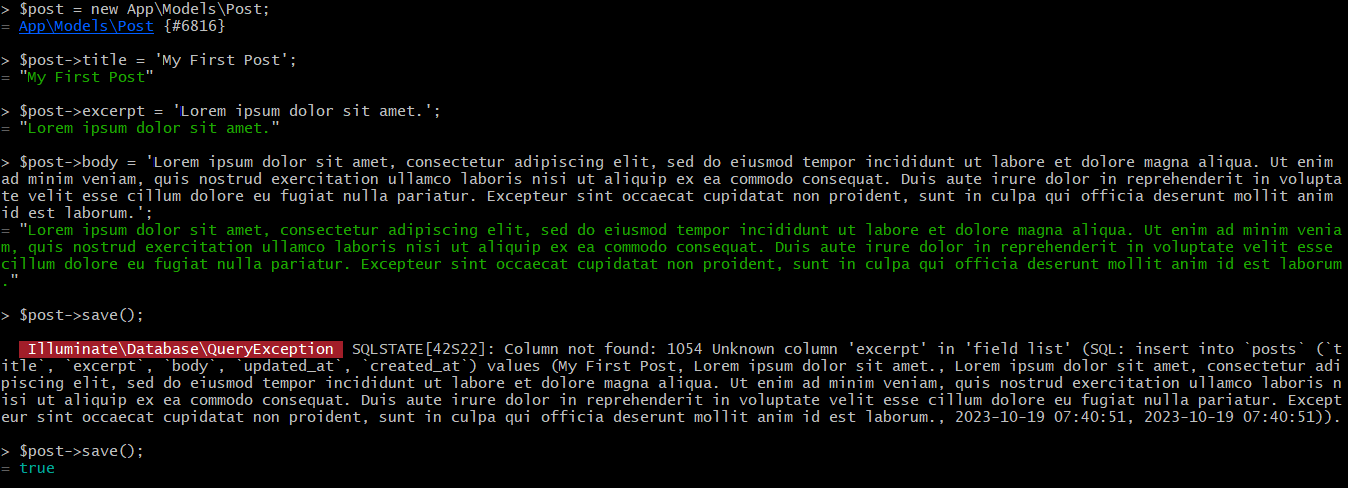 > $post = new App\Models\Post;
= App\Models\Post {#6816}
> $post->title = 'My First Post';
= "My First Post"
> $post->excerpt = 'Lorem ipsum dolor sit amet.';
= "Lorem ipsum dolor sit amet."
> $post->body = 'Lorem ipsum dolor sit amet, consectetur adipiscing elit, sed do eiusmod tempor incididunt ut labore et dolore magna aliqua. Ut enim
ad minim veniam, quis nostrud exercitation ullamco laboris nisi ut aliquip ex ea commodo consequat. Duis aute irure dolor in reprehenderit in volupta
te velit esse cillum dolore eu fugiat nulla pariatur. Excepteur sint occaecat cupidatat non proident, sunt in culpa qui officia deserunt mollit anim
id est laborum.';
= "Lorem ipsum dolor sit amet, consectetur adipiscing elit, sed do eiusmod tempor incididunt ut labore et dolore magna aliqua. Ut enim ad minim venia
m, quis nostrud exercitation ullamco laboris nisi ut aliquip ex ea commodo consequat. Duis aute irure dolor in reprehenderit in voluptate velit esse
cillum dolore eu fugiat nulla pariatur. Excepteur sint occaecat cupidatat non proident, sunt in culpa qui officia deserunt mollit anim id est laborum
."
> $post->save();
Illuminate\Database\QueryException SQLSTATE[42S22]: Column not found: 1054 Unknown column 'excerpt' in 'field list' (SQL: insert into `posts` (`t
itle`, `excerpt`, `body`, `updated_at`, `created_at`) values (My First Post, Lorem ipsum dolor sit amet., Lorem ipsum dolor sit amet, consectetur adi
piscing elit, sed do eiusmod tempor incididunt ut labore et dolore magna aliqua. Ut enim ad minim veniam, quis nostrud exercitation ullamco laboris n
isi ut aliquip ex ea commodo consequat. Duis aute irure dolor in reprehenderit in voluptate velit esse cillum dolore eu fugiat nulla pariatur. Except
eur sint occaecat cupidatat non proident, sunt in culpa qui officia deserunt mollit anim id est laborum., 2023-10-19 07:40:51, 2023-10-19 07:40:51)).
> $post->save();
= true